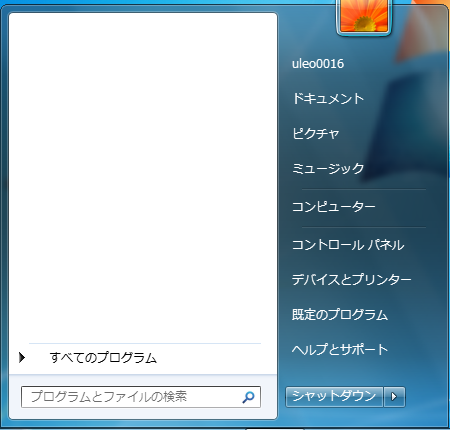 uleo0016
ドキュメント
ピクチャ
ミュージック
コンピューター
コントロール パネル
デバイスとプリンター
既定のプログラム
ヘルプとサポート
すべてのプログラム
プログラムとファイルの検索
シャットダウン